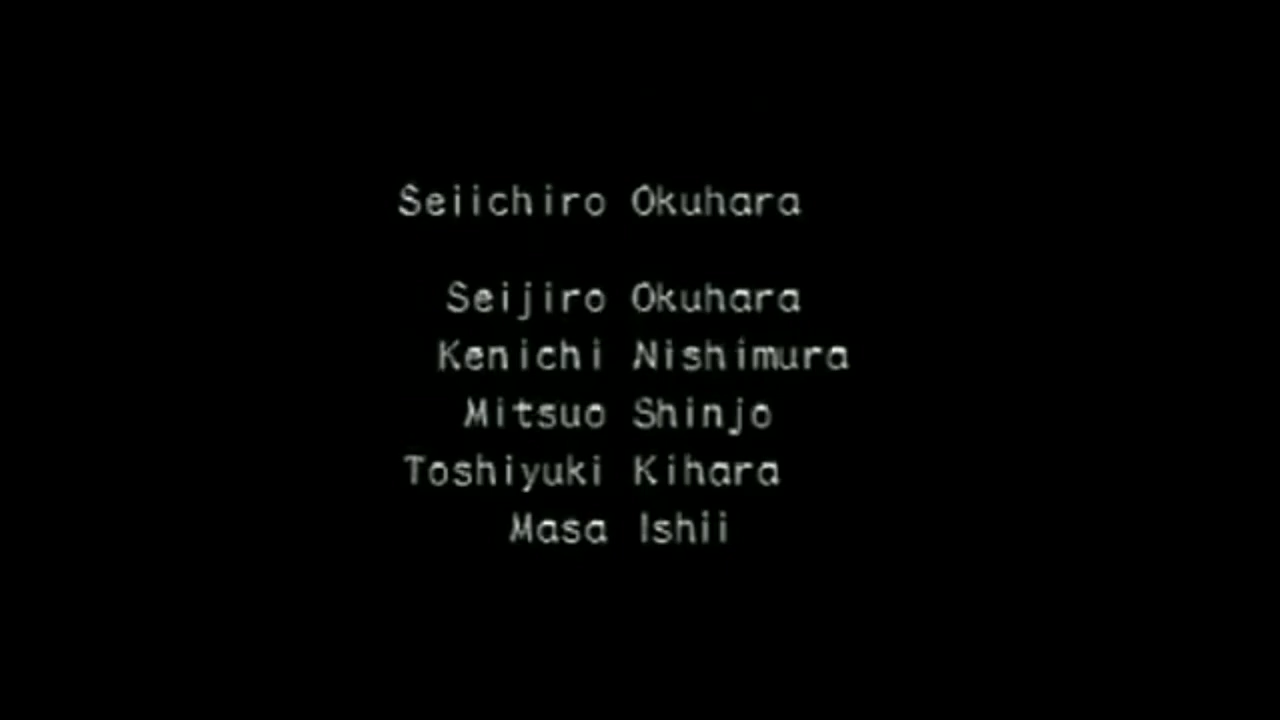 Seiichiro Okuhara
Seijiro Okuhara
Kenichi Nishimura
Mitsuo Shinjo
Toshiyuki Kihara
Masa Ishii